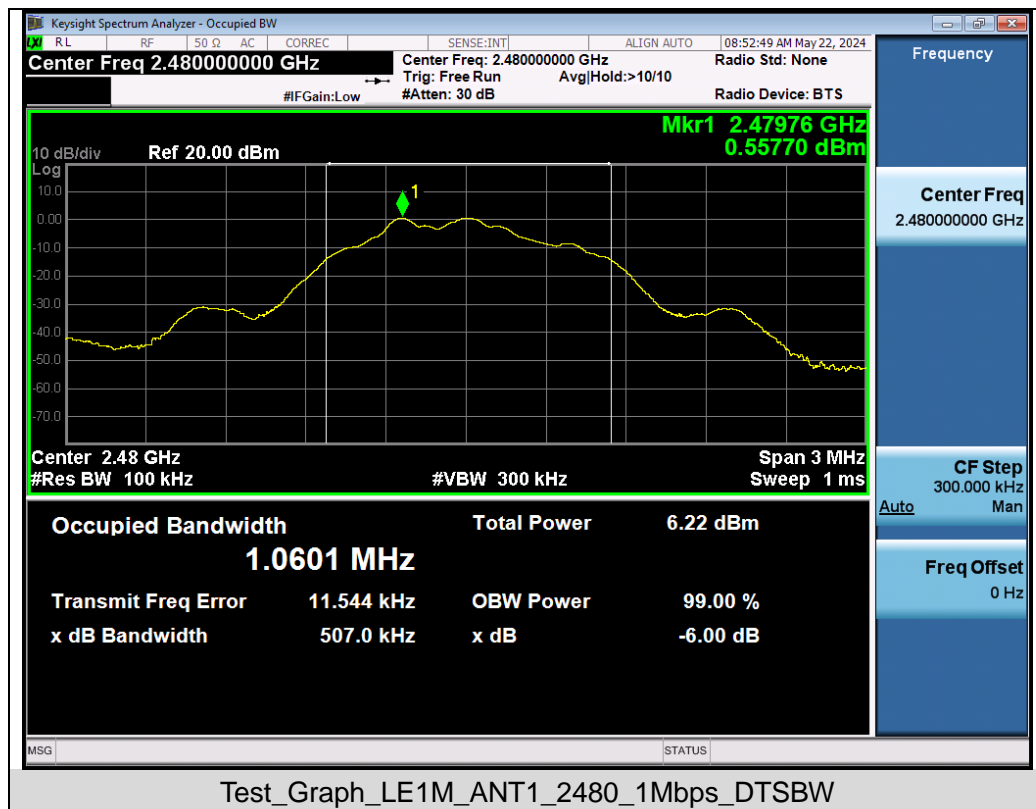 Keysight Spectrum Analyzer - Occupied BW
LXI RL RF 50 Ω AC CORREC SENSE:INT ALIGN AUTO 08:52:49 AM May 22, 2024
Center Freq 2.480000000 GHz
Center Freq: 2.480000000 GHz Radio Std: None
Trig: Free Run Avg|Hold:>10/10
#IFGain:Low #Atten: 30 dB Radio Device: BTS
Mkr1 2.47976 GHz
0.55770 dBm
10 dB/div Ref 20.00 dBm
Log
10.0
0.00
-10.0
-20.0
-30.0
-40.0
-50.0
-60.0
-70.0
1
Center 2.48 GHz Span 3 MHz
#Res BW 100 kHz #VBW 300 kHz Sweep 1 ms
Occupied Bandwidth Total Power 6.22 dBm
1.0601 MHz
Transmit Freq Error 11.544 kHz OBW Power 99.00 %
x dB Bandwidth 507.0 kHz x dB -6.00 dB
MSG STATUS
Frequency
Center Freq
2.480000000 GHz
CF Step
300.000 kHz
Auto Man
Freq Offset
0 Hz
Test_Graph_LE1M_ANT1_2480_1Mbps_DTSBW